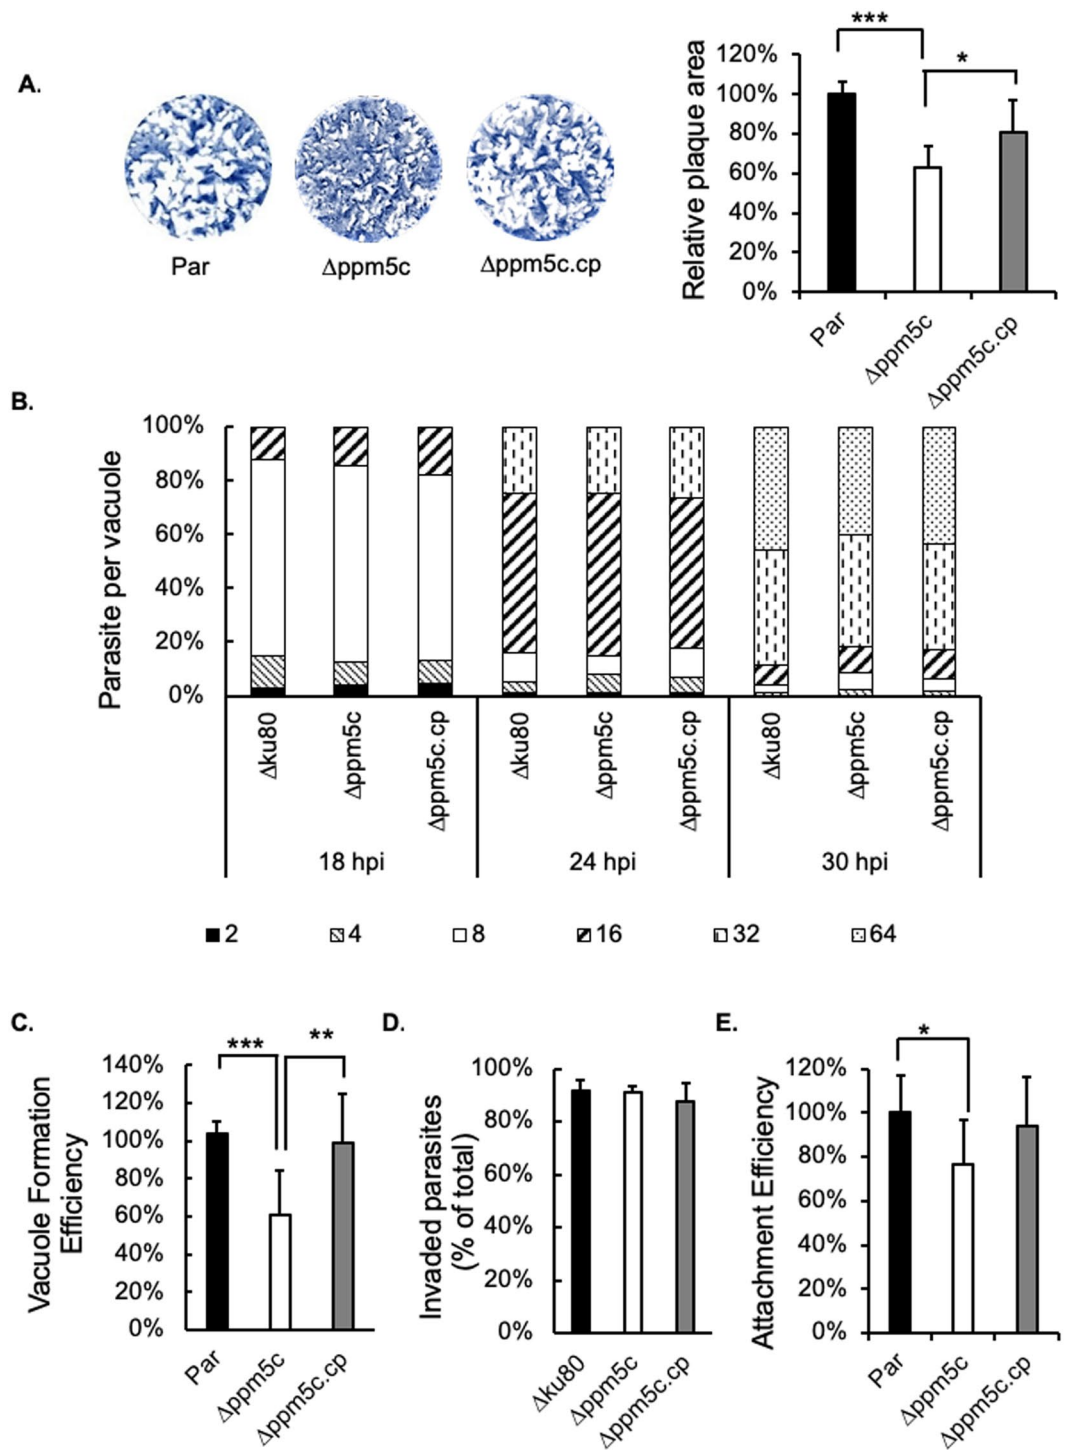 A.
Par
Δppm5c
Δppm5c.cp
Relative plaque area
120%
100%
80%
60%
40%
20%
0%
***
*
Par
Δppm5c
Δppm5c.cp
B.
Parasite per vacuole
100%
80%
60%
40%
20%
0%
Δku80
Δppm5c
Δppm5c.cp
Δku80
Δppm5c
Δppm5c.cp
Δku80
Δppm5c
Δppm5c.cp
18 hpi
24 hpi
30 hpi
2
4
8
16
32
64
C.
Vacuole Formation
Efficiency
140%
120%
100%
80%
60%
40%
20%
0%
***
**
Par
Δppm5c
Δppm5c.cp
D.
Invaded parasites
(% of total)
100%
80%
60%
40%
20%
0%
Δku80
Δppm5c
Δppm5c.cp
E.
Attachment Efficiency
120%
100%
80%
60%
40%
20%
0%
*
Par
Δppm5c
Δppm5c.cp